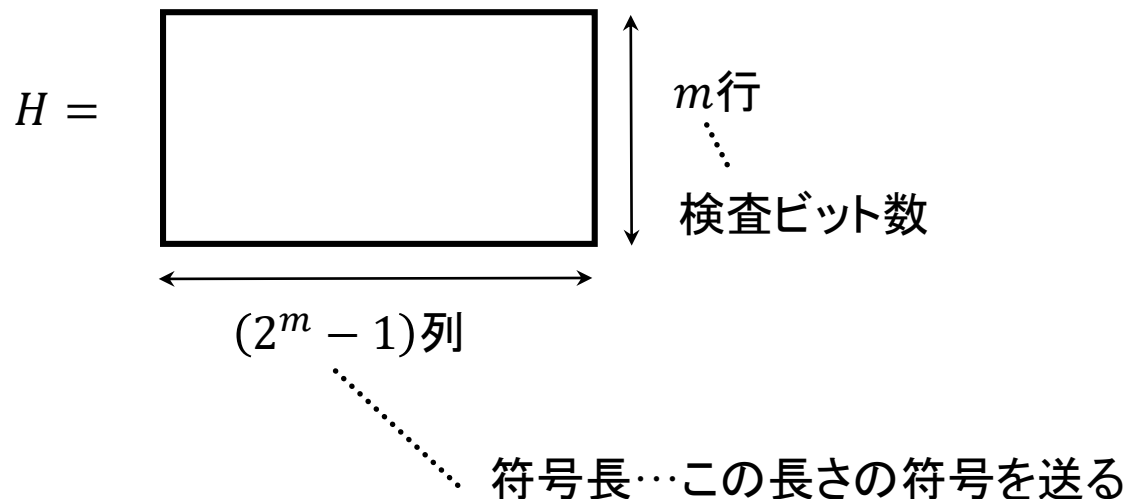 H =
m行
検査ビット数
(2^m − 1)列
符号長…この長さの符号を送る